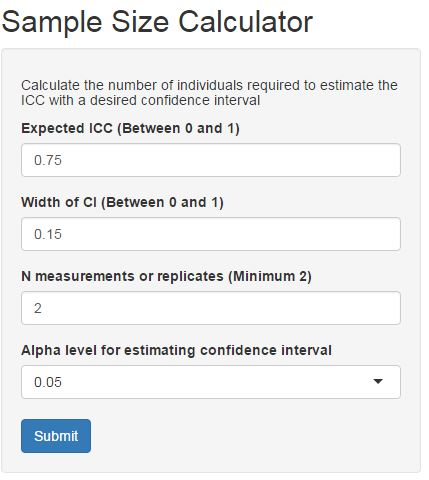 Sample Size Calculator
Calculate the number of individuals required to estimate the
ICC with a desired confidence interval
Expected ICC (Between 0 and 1)
0.75
Width of CI (Between 0 and 1)
0.15
N measurements or replicates (Minimum 2)
2
Alpha level for estimating confidence interval
0.05
Submit